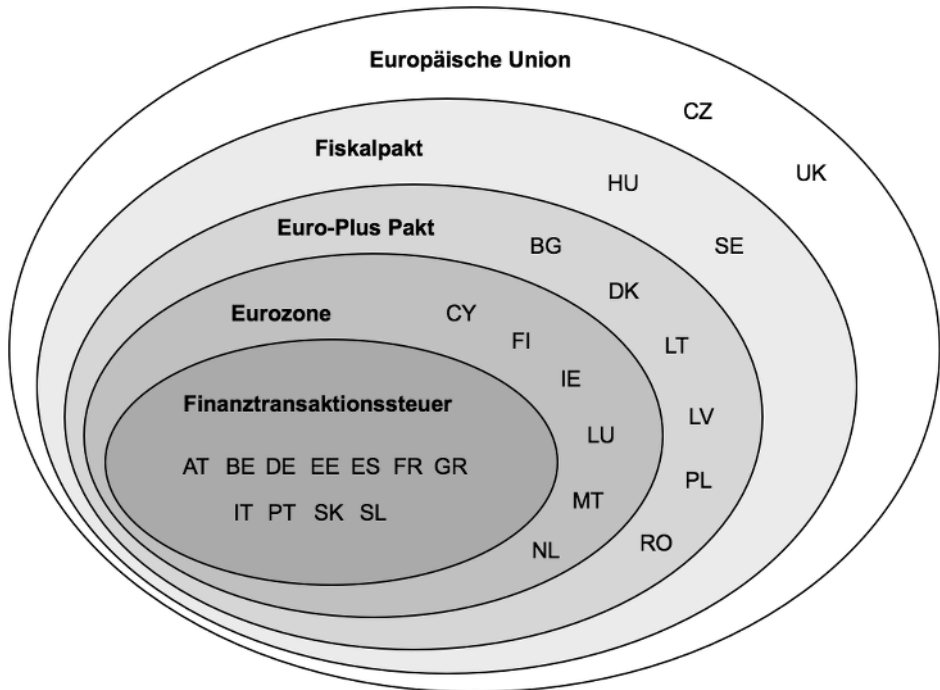 Europäische Union
CZ
UK
Fiskalpakt
HU
SE
Euro-Plus Pakt
BG
DK
LT
LV
PL
RO
Eurozone
CY
FI
IE
LU
MT
NL
Finanztransaktionssteuer
AT BE DE EE ES FR GR
IT PT SK SL